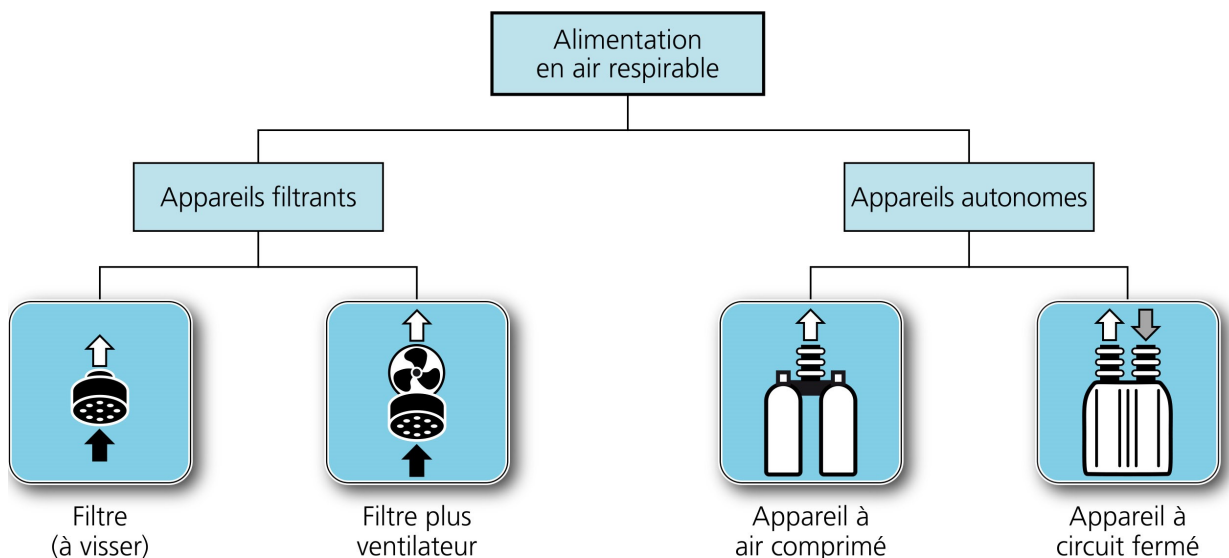 Alimentation
en air respirable
Appareils filtrants
Appareils autonomes
Filtre
(à visser)
Filtre plus
ventilateur
Appareil à
air comprimé
Appareil à
circuit fermé